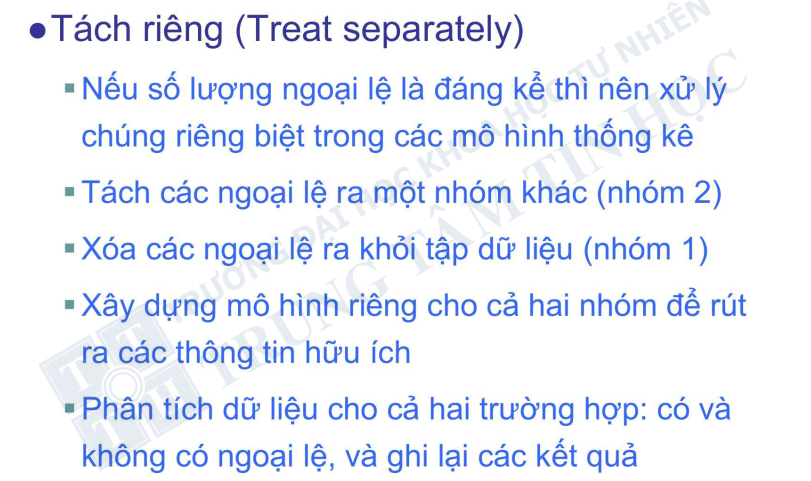 ●Tách riêng (Treat separately)
▪Nếu số lượng ngoại lệ là đáng kể thì nên xử lý
chúng riêng biệt trong các mô hình thống kê
▪Tách các ngoại lệ ra một nhóm khác (nhóm 2)
▪Xóa các ngoại lệ ra khỏi tập dữ liệu (nhóm 1)
▪Xây dựng mô hình riêng cho cả hai nhóm để rút
ra các thông tin hữu ích
▪Phân tích dữ liệu cho cả hai trường hợp: có và
không có ngoại lệ, và ghi lại các kết quả
TRƯỜNG ĐẠI HỌC KHOA HỌC TỰ NHIÊN
TRUNG TÂM TIN HỌC